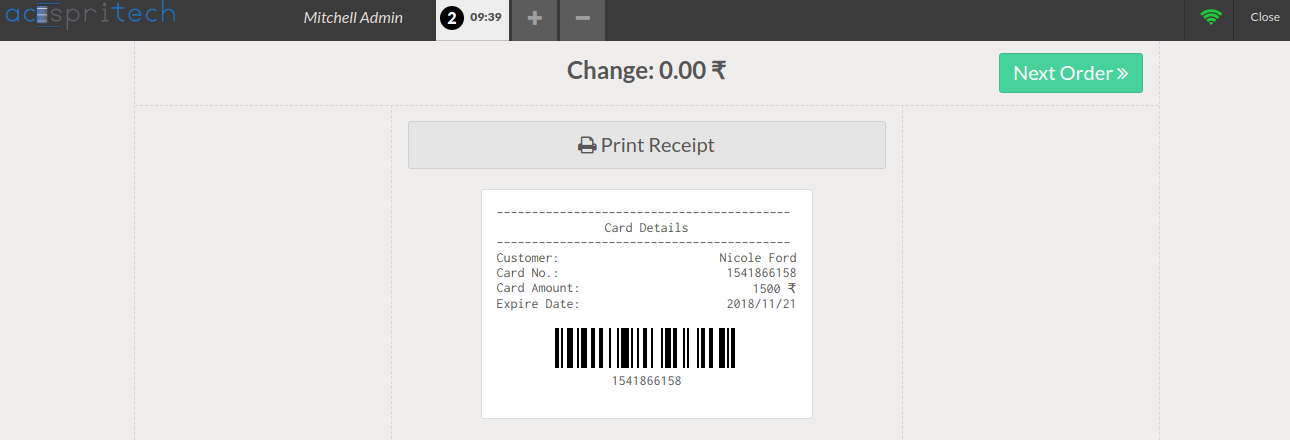 acespritech Mitchell Admin 2 09:39 Close
Change: 0.00 ₹
Next Order
Print Receipt
Card Details
Customer: Nicole Ford
Card No.: 1541866158
Card Amount: 1500 ₹
Expire Date: 2018/11/21
1541866158